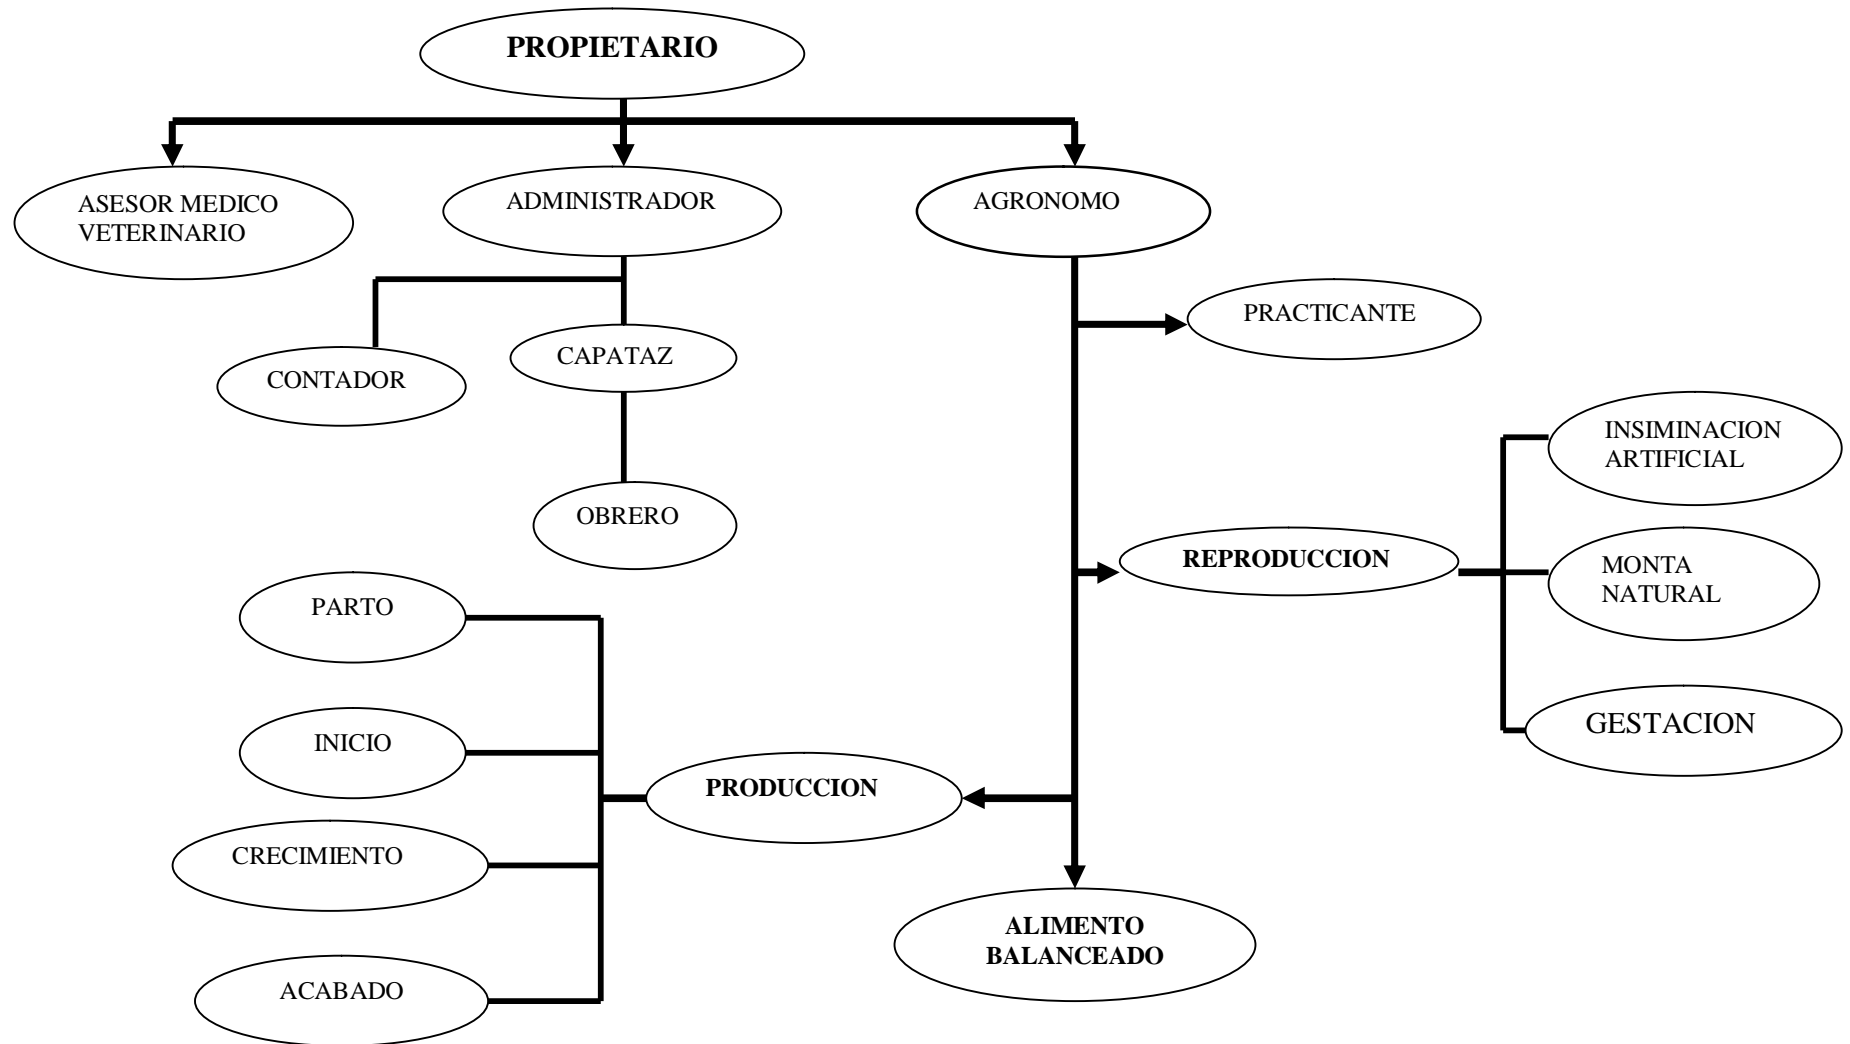 PROPIETARIO
ASESOR MEDICO
VETERINARIO
ADMINISTRADOR
AGRONOMO
PRACTICANTE
CONTADOR
CAPATAZ
OBRERO
INSIMINACION
ARTIFICIAL
REPRODUCCION
MONTA
NATURAL
GESTACION
PARTO
INICIO
PRODUCCION
CRECIMIENTO
ACABADO
ALIMENTO
BALANCEADO